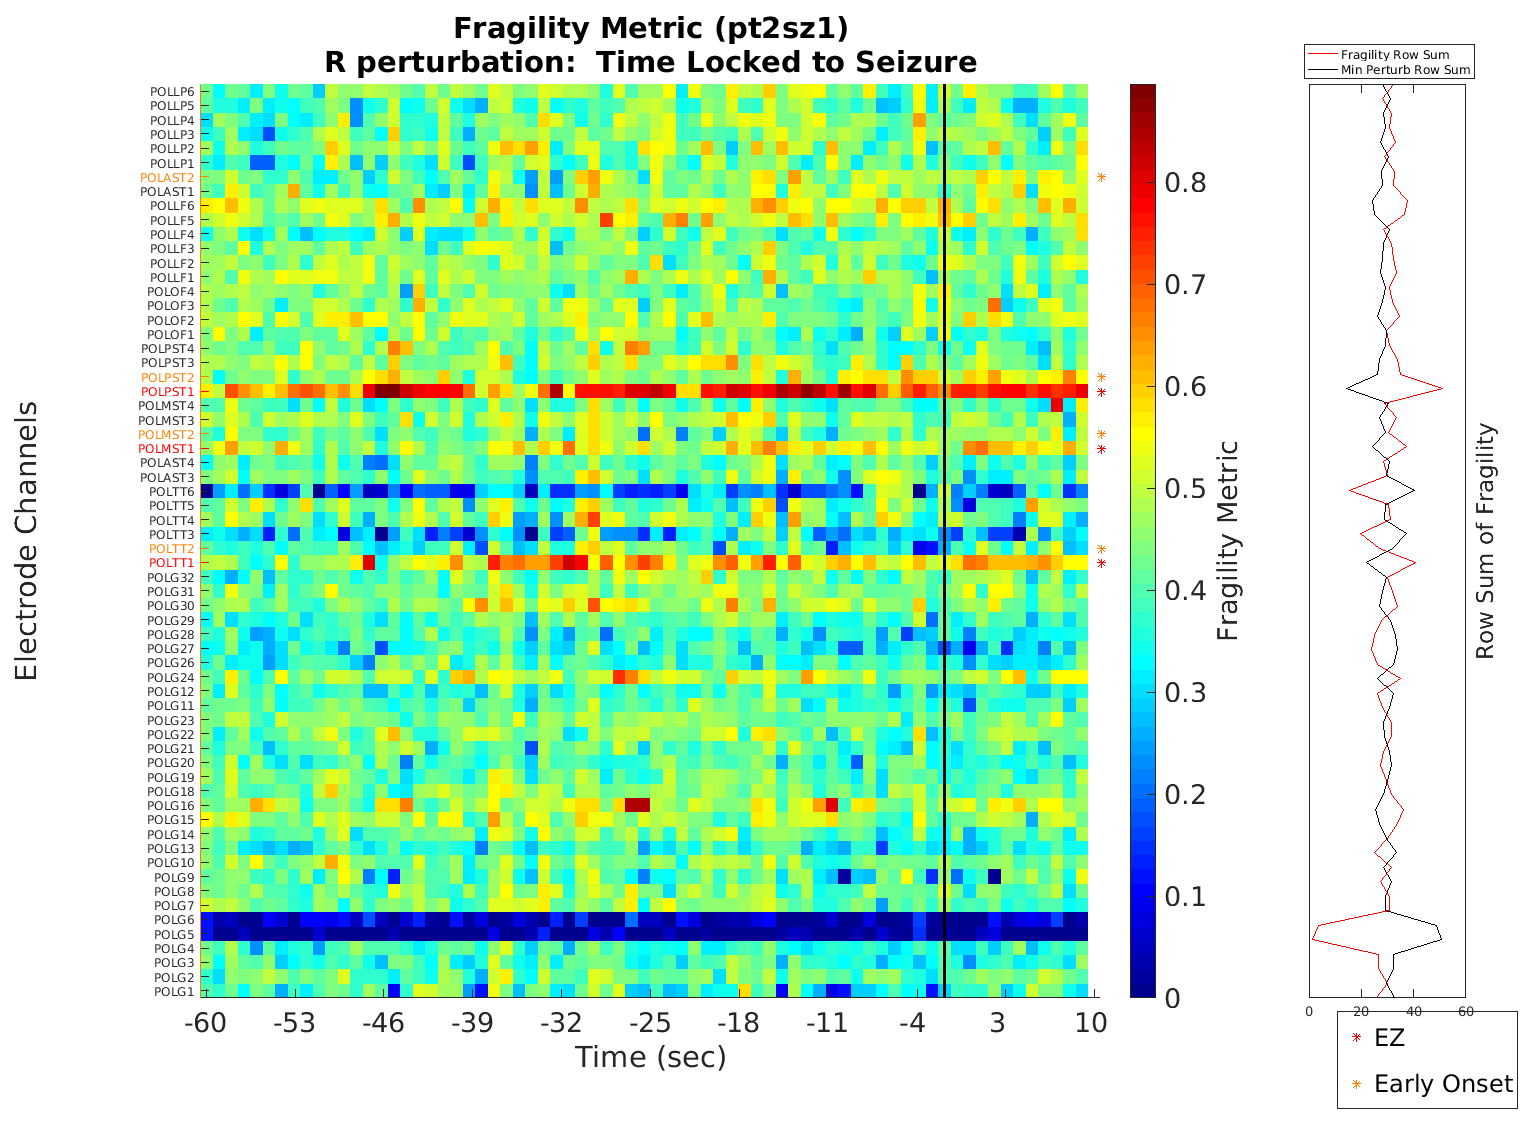 Fragility Metric (pt2sz1)
R perturbation:  Time Locked to Seizure
Electrode Channels
POLLP6
POLLP5
POLLP4
POLLP3
POLLP2
POLLP1
POLAST2
POLAST1
POLLF6
POLLF5
POLLF4
POLLF3
POLLF2
POLLF1
POLOF4
POLOF3
POLOF2
POLOF1
POLPST4
POLPST3
POLPST2
POLPST1
POLMST4
POLMST3
POLMST2
POLMST1
POLAST4
POLAST3
POLTT6
POLTT5
POLTT4
POLTT3
POLTT2
POLTT1
POLG32
POLG31
POLG30
POLG29
POLG28
POLG27
POLG26
POLG24
POLG12
POLG11
POLG23
POLG22
POLG21
POLG20
POLG19
POLG18
POLG16
POLG15
POLG14
POLG13
POLG10
POLG9
POLG8
POLG7
POLG6
POLG5
POLG4
POLG3
POLG2
POLG1
-60 -53 -46 -39 -32 -25 -18 -11 -4 3 10
Time (sec)
0.8
0.7
0.6
0.5
0.4
0.3
0.2
0.1
0
Fragility Metric
Fragility Row Sum
Min Perturb Row Sum
0 20 40 60
Row Sum of Fragility
EZ
Early Onset